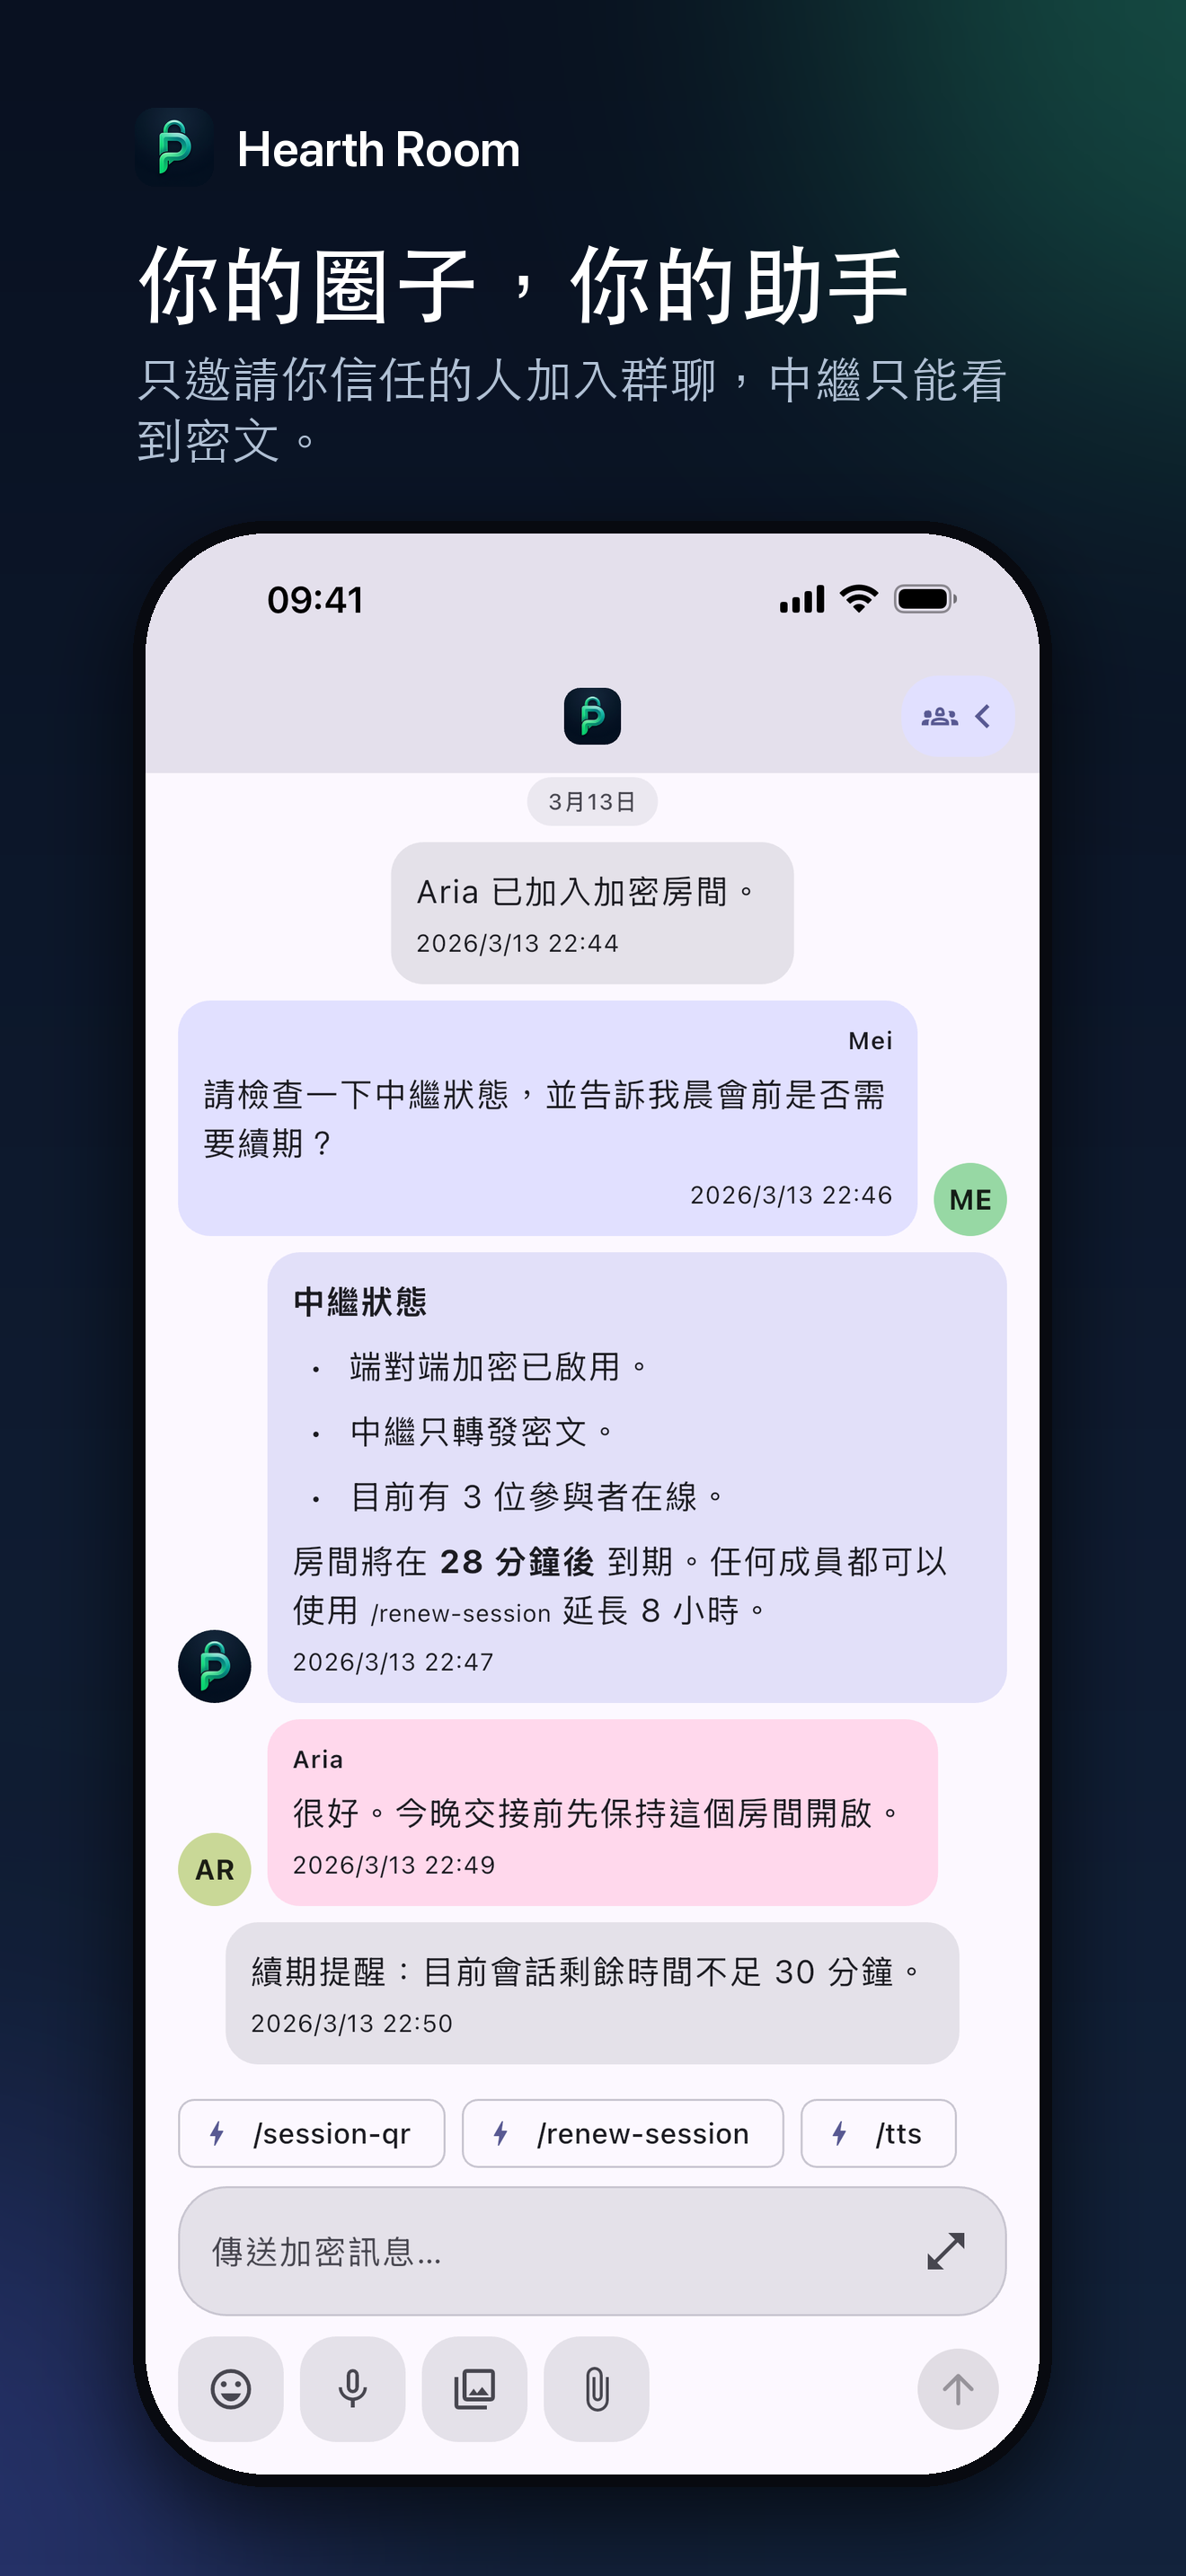 Hearth Room
你的圈子，你的助手
只邀請你信任的人加入群聊，中繼只能看
到密文。
09:41
3月13日
Aria 已加入加密房間。
2026/3/13 22:44
Mei
請檢查一下中繼狀態，並告訴我晨會前是否需
要續期？
2026/3/13 22:46
ME
中繼狀態
• 端對端加密已啟用。
• 中繼只轉發密文。
• 目前有 3 位參與者在線。
房間將在 28 分鐘後 到期。任何成員都可以
使用 /renew-session 延長 8 小時。
2026/3/13 22:47
Aria
很好。今晚交接前先保持這個房間開啟。
2026/3/13 22:49
AR
續期提醒：目前會話剩餘時間不足 30 分鐘。
2026/3/13 22:50
/session-qr /renew-session /tts
傳送加密訊息...